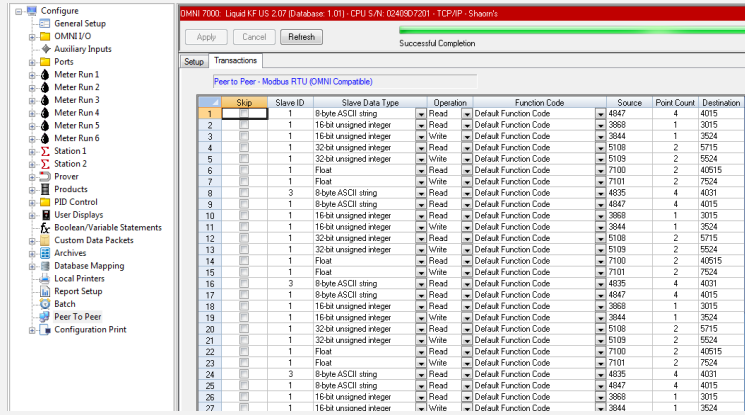 Configure
General Setup
OMNI I/O
Auxiliary Inputs
Ports
Meter Run 1
Meter Run 2
Meter Run 3
Meter Run 4
Meter Run 5
Meter Run 6
Station 1
Station 2
Prover
Products
PID Control
User Displays
Boolean/Variable Statements
Custom Data Packets
Archives
Database Mapping
Local Printers
Report Setup
Batch
Peer To Peer
Configuration Print
OMNI 7000: Liquid KF US 2.07 (Database: 1.01) - CPU S/N: 02409D7201 - TCP/IP - Shaorn's
Apply Cancel Refresh
Successful Completion
Setup Transactions
Peer to Peer - Modbus RTU (OMNI Compatible)
Skip Slave ID Slave Data Type Operation Function Code Source Point Count Destination
1 1 8-byte ASCII string Read Default Function Code 4847 4 4015
2 1 16-bit unsigned integer Read Default Function Code 3868 1 3015
3 1 16-bit unsigned integer Write Default Function Code 3844 1 3524
4 1 32-bit unsigned integer Read Default Function Code 5108 2 5715
5 1 32-bit unsigned integer Write Default Function Code 5109 2 5524
6 1 Float Read Default Function Code 7100 2 40515
7 1 Float Write Default Function Code 7101 2 7524
8 3 8-byte ASCII string Read Default Function Code 4835 4 4031
9 1 8-byte ASCII string Read Default Function Code 4847 4 4015
10 1 16-bit unsigned integer Read Default Function Code 3868 1 3015
11 1 16-bit unsigned integer Write Default Function Code 3844 1 3524
12 1 32-bit unsigned integer Read Default Function Code 5108 2 5715
13 1 32-bit unsigned integer Write Default Function Code 5109 2 5524
14 1 Float Read Default Function Code 7100 2 40515
15 1 Float Write Default Function Code 7101 2 7524
16 3 8-byte ASCII string Read Default Function Code 4835 4 4031
17 1 8-byte ASCII string Read Default Function Code 4847 4 4015
18 1 16-bit unsigned integer Read Default Function Code 3868 1 3015
19 1 16-bit unsigned integer Write Default Function Code 3844 1 3524
20 1 32-bit unsigned integer Read Default Function Code 5108 2 5715
21 1 32-bit unsigned integer Write Default Function Code 5109 2 5524
22 1 Float Read Default Function Code 7100 2 40515
23 1 Float Write Default Function Code 7101 2 7524
24 3 8-byte ASCII string Read Default Function Code 4835 4 4031
25 1 8-byte ASCII string Read Default Function Code 4847 4 4015
26 1 16-bit unsigned integer Read Default Function Code 3868 1 3015
27 1 16-bit unsigned integer Write Default Function Code 3844 1 3524